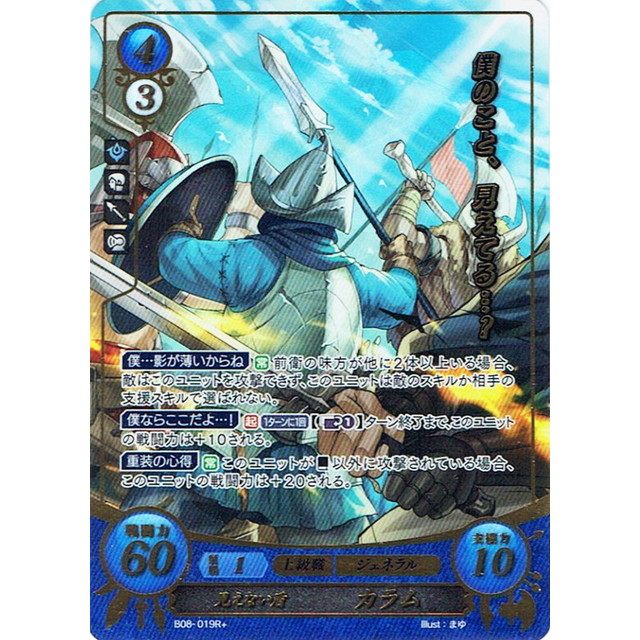 4
3
僕のこと、見えてる…?
僕…影が薄いからね 常 前衛の味方が他に2体以上いる場合、
敵はこのユニットを攻撃できず、このユニットは敵のスキルか相手の
支援スキルで選ばれない。
僕ならここだよ…! 起 1ターンに1回【 1】ターン終了まで、このユニット
の戦闘力は+10される。
重装の心得 常 このユニットが■以外に攻撃されている場合、
このユニットの戦闘力は+20される。
戦闘力 60
射程 1 上級職 ジェネラル
支援力 10
見えない盾 カラム
B08-019R+ Illust:まゆ